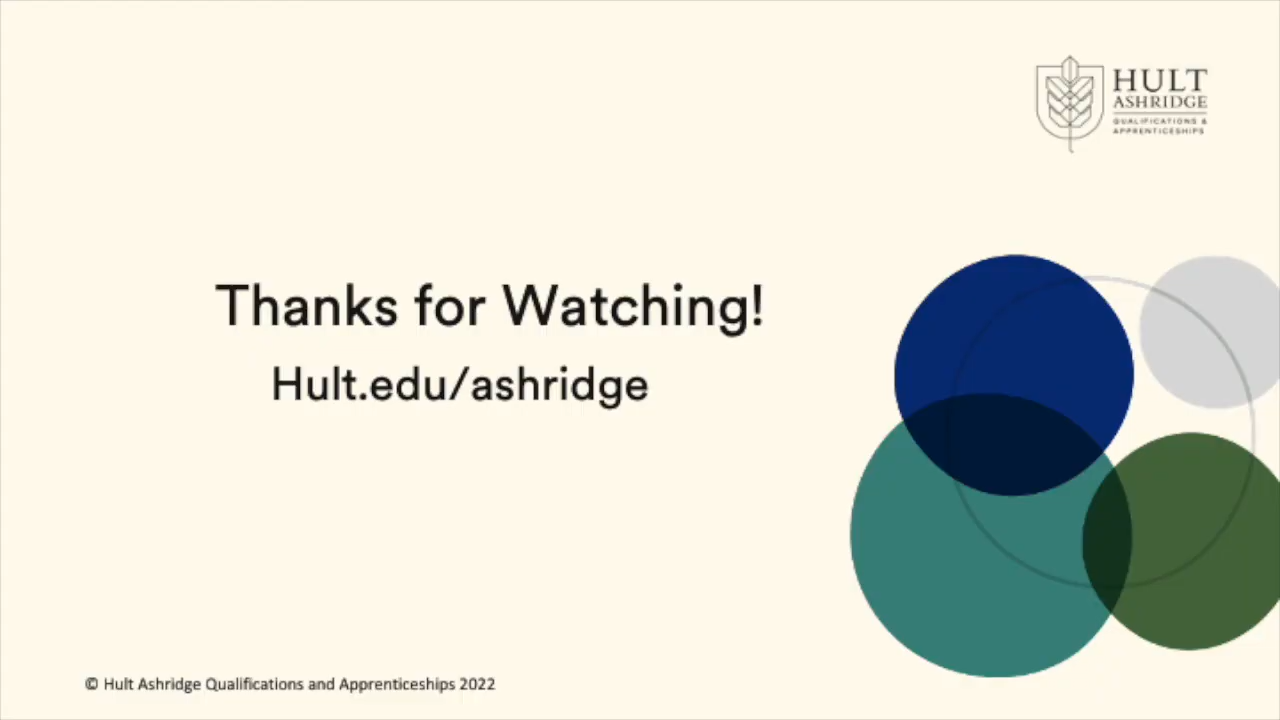 HULT
ASHRIDGE
QUALIFICATIONS &
APPRENTICESHIPS
Thanks for Watching!
Hult.edu/ashridge
© Hult Ashridge Qualifications and Apprenticeships 2022